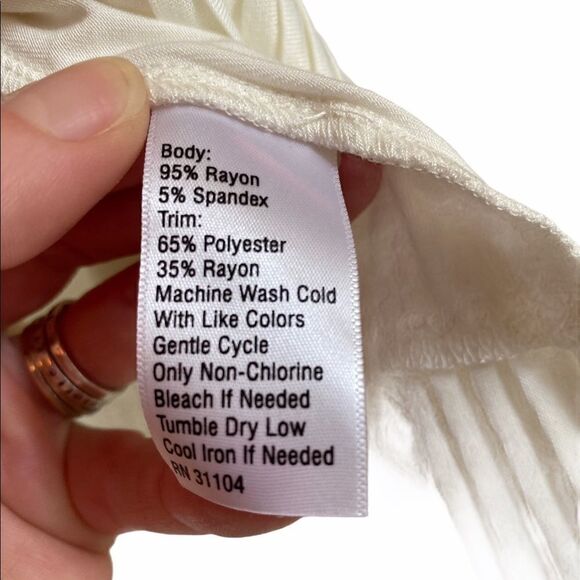 Body:
95% Rayon
5% Spandex
Trim:
65% Polyester
35% Rayon
Machine Wash Cold
With Like Colors
Gentle Cycle
Only Non-Chlorine
Bleach If Needed
Tumble Dry Low
Cool Iron If Needed
RN 31104